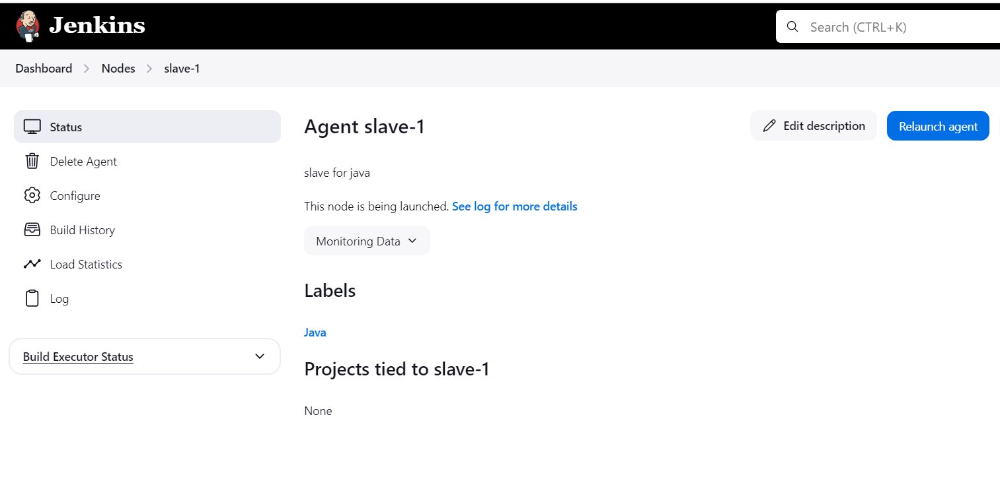 Jenkins
Search (CTRL+K)
Dashboard > Nodes > slave-1
Status
Delete Agent
Configure
Build History
Load Statistics
Log
Build Executor Status
Agent slave-1
Edit description
Relaunch agent
slave for java
This node is being launched. See log for more details
Monitoring Data
Labels
Java
Projects tied to slave-1
None